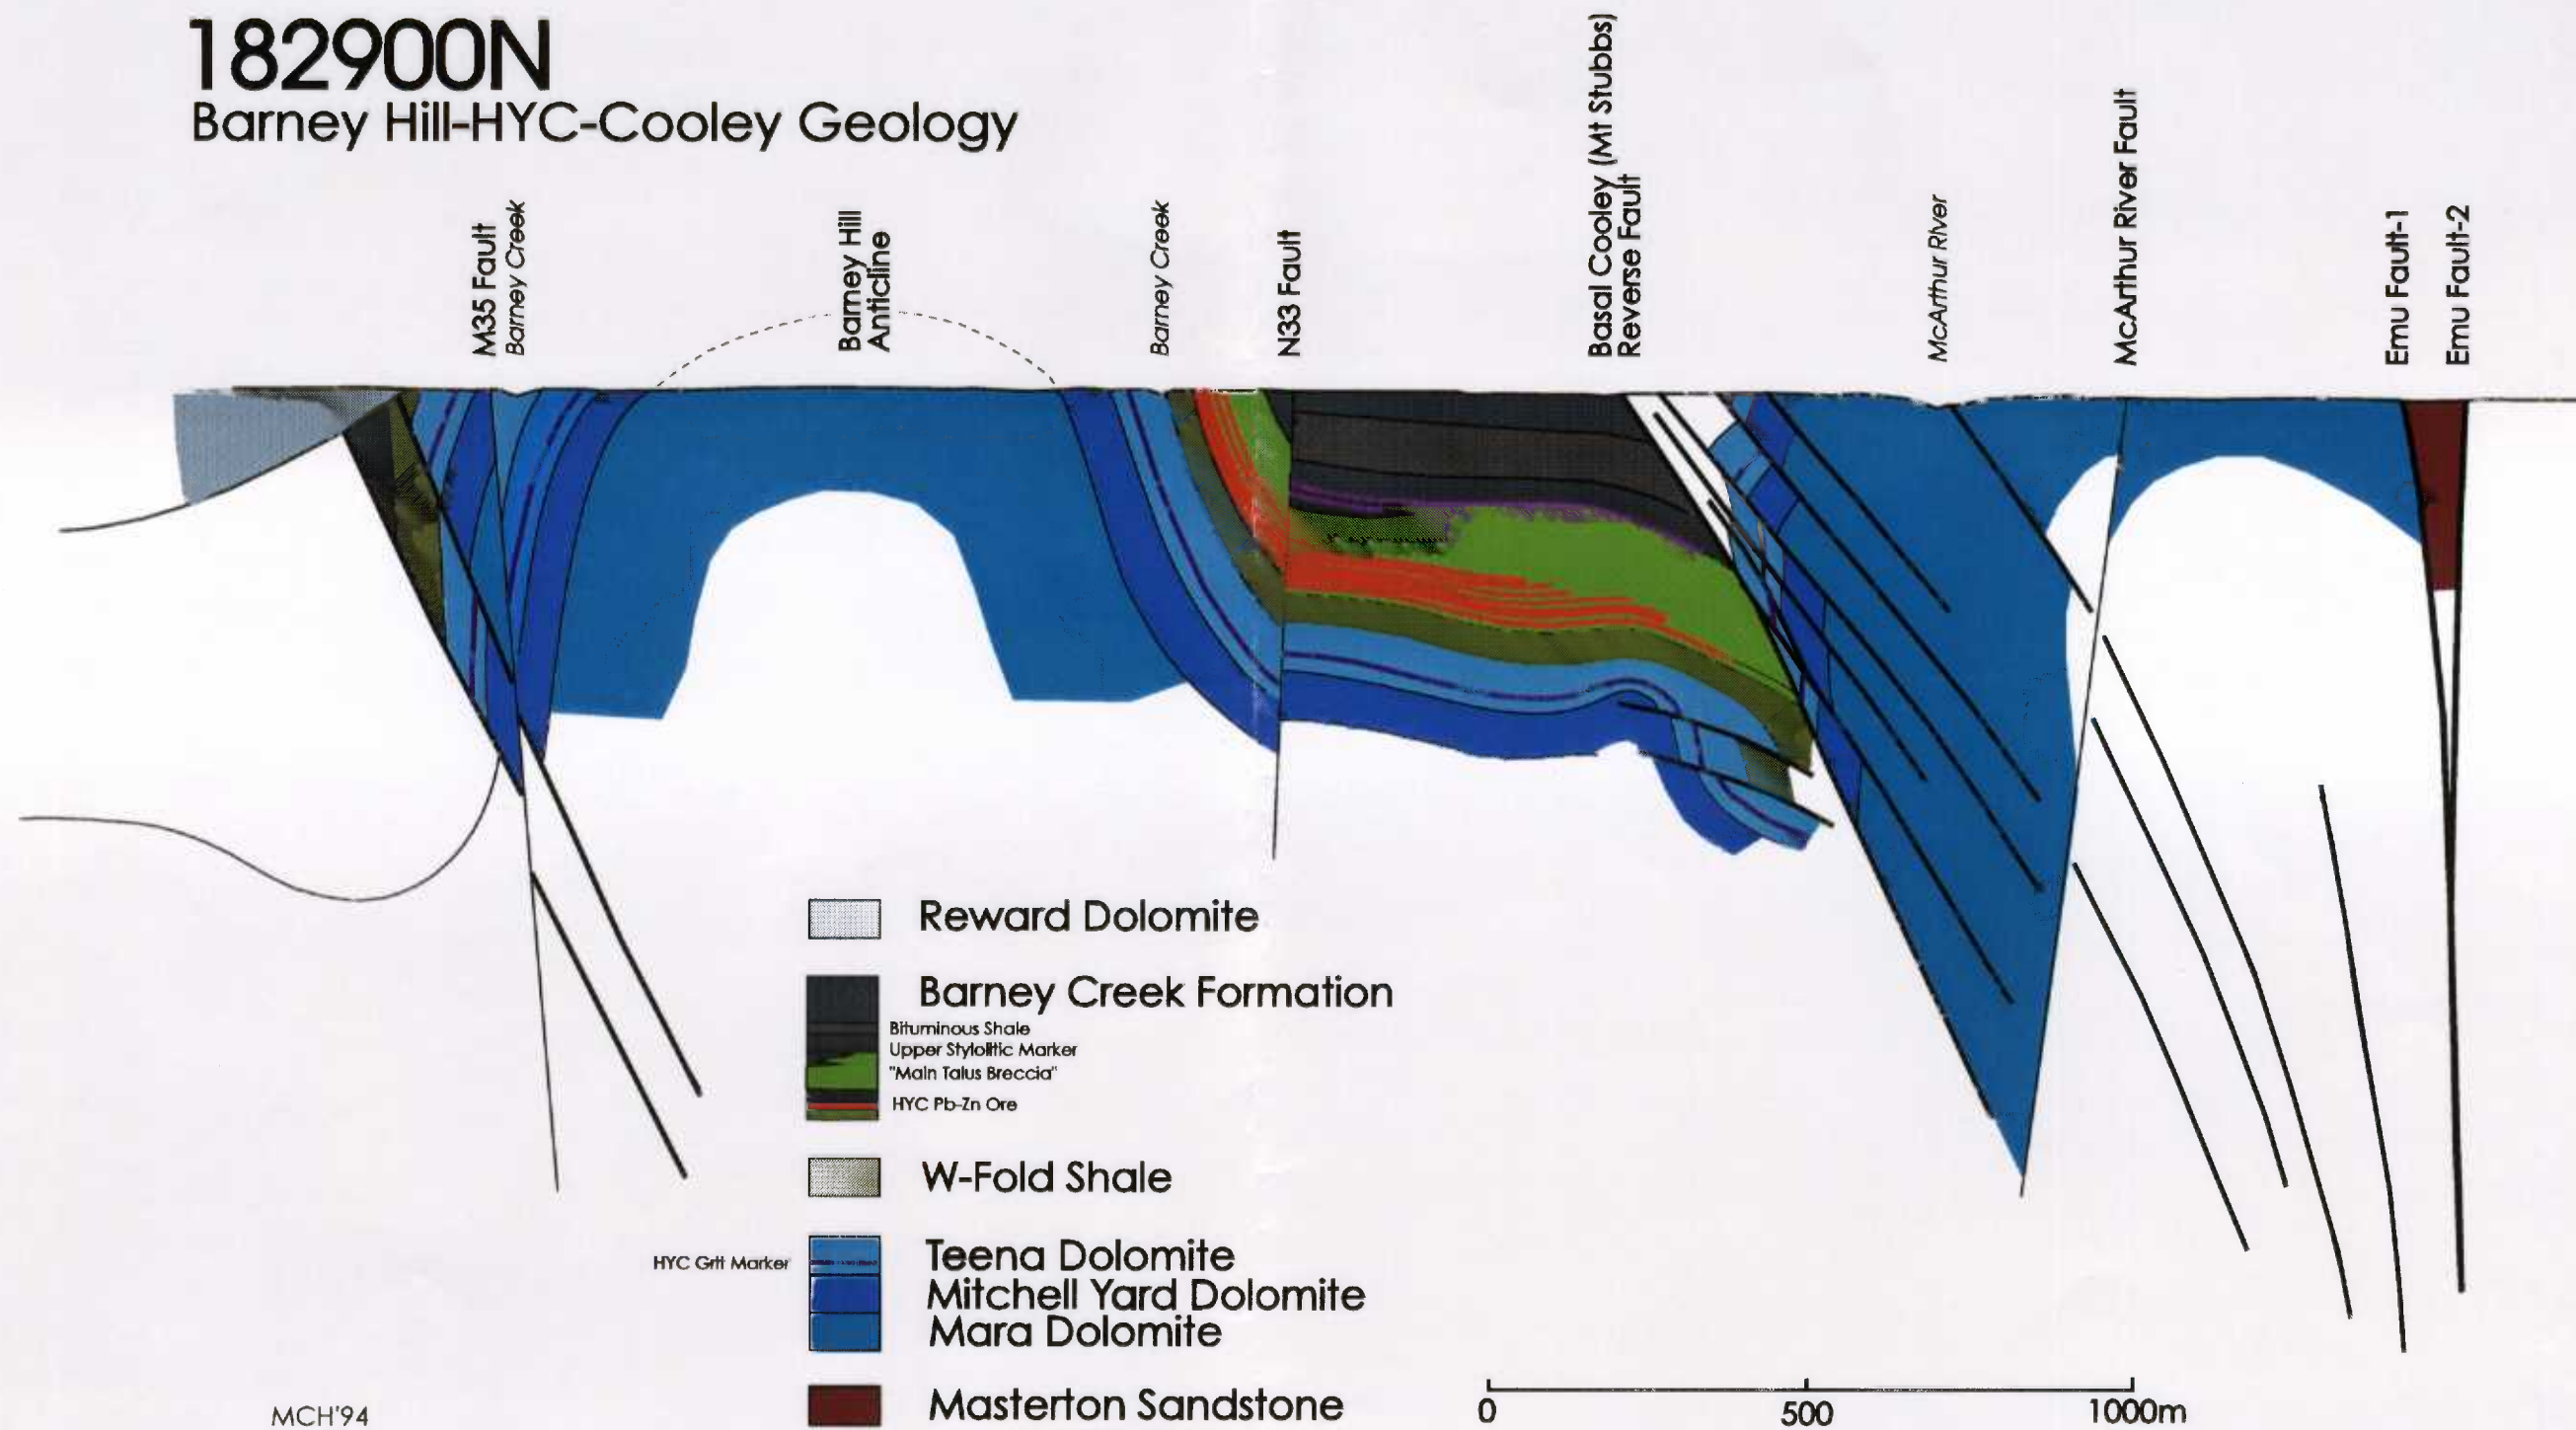 182900N
Barney Hill-HYC-Cooley Geology
M35 Fault
Barney Creek
Barney Hill
Anticline
Barney Creek
N33 Fault
Basal Cooley (Mt Stubbs)
Reverse Fault
McArthur River
McArthur River Fault
Emu Fault-1
Emu Fault-2
Reward Dolomite
Barney Creek Formation
Bituminous Shale
Upper Stylolitic Marker
"Main Talus Breccia"
HYC Pb-Zn Ore
W-Fold Shale
HYC Grit Marker
Teena Dolomite
Mitchell Yard Dolomite
Mara Dolomite
Masterton Sandstone
0 500 1000m
MCH'94